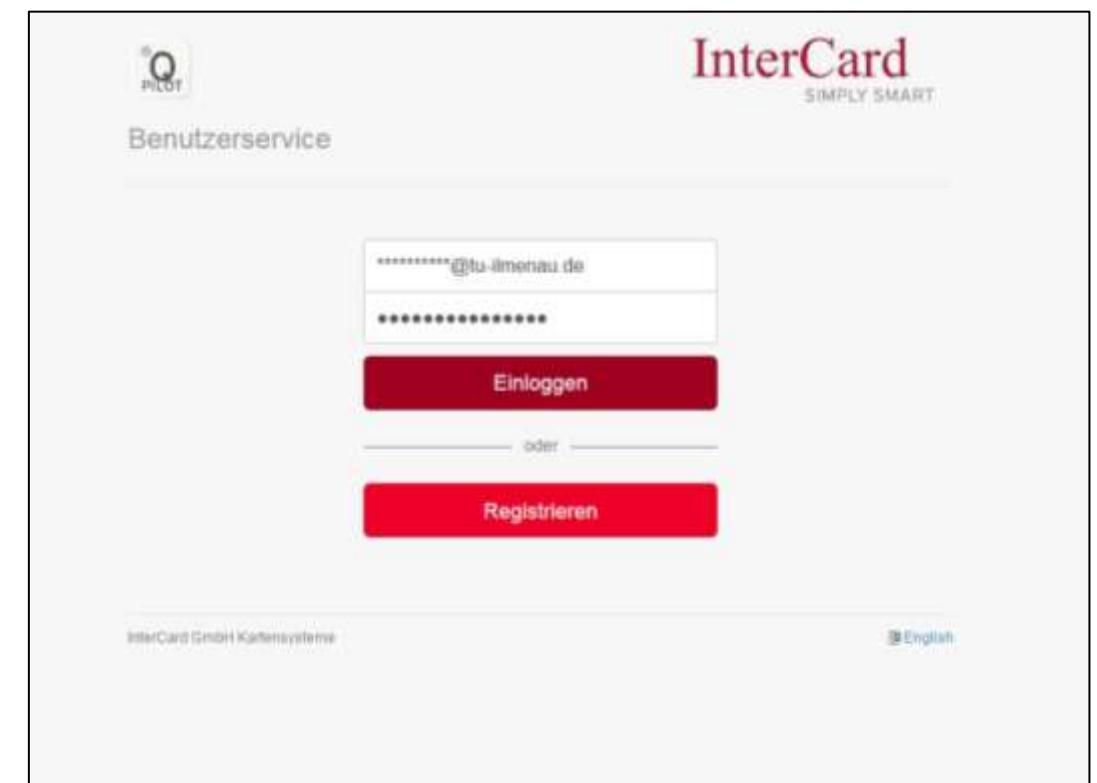 Q
PILOT
InterCard
SIMPLY SMART
Benutzerservice
**********@tu-ilmenau.de
●●●●●●●●●●●●●●●
Einloggen
oder
Registrieren
InterCard GmbH Kartensysteme
English